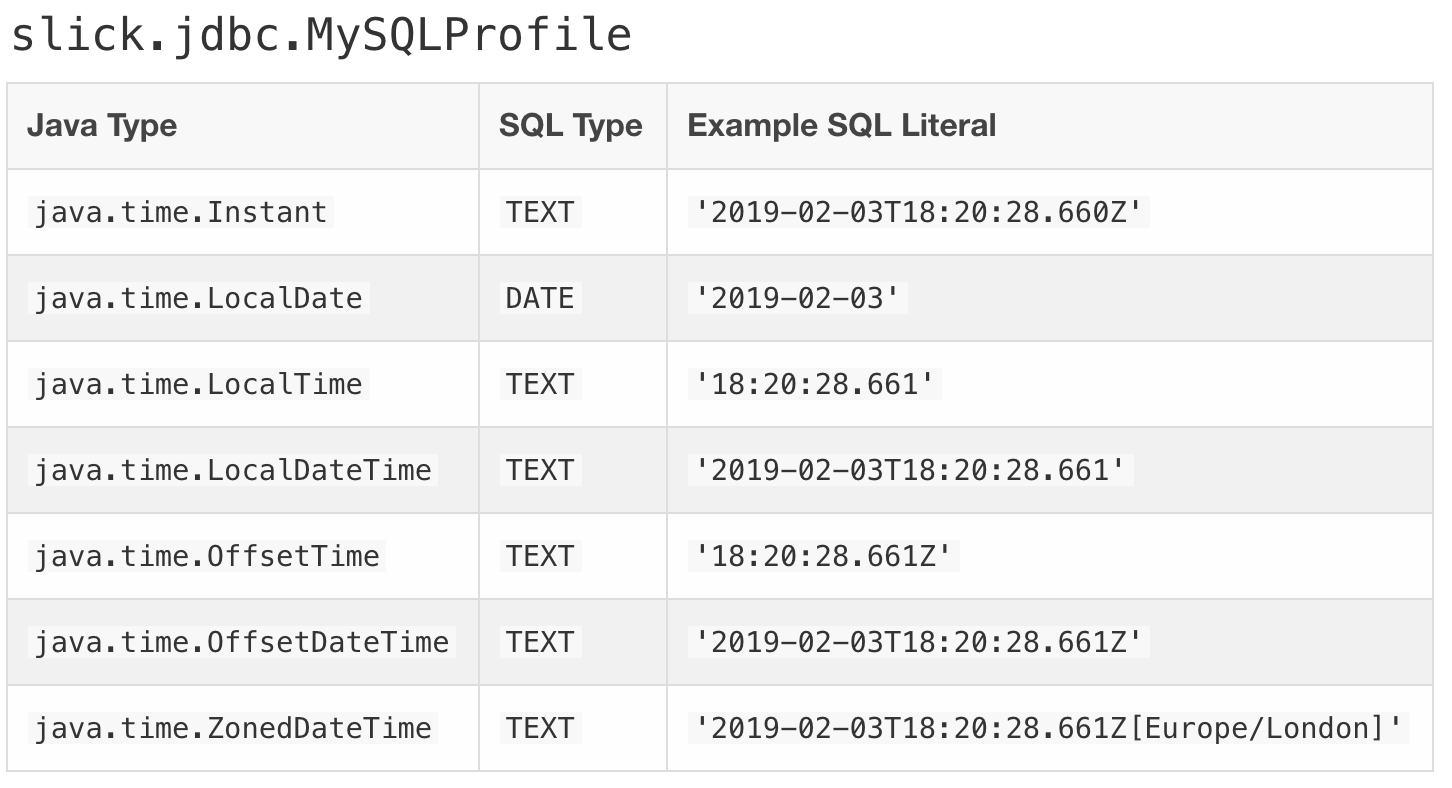 slick.jdbc.MySQLProfile
Java Type SQL Type Example SQL Literal
java.time.Instant TEXT '2019-02-03T18:20:28.660Z'
java.time.LocalDate DATE '2019-02-03'
java.time.LocalTime TEXT '18:20:28.661'
java.time.LocalDateTime TEXT '2019-02-03T18:20:28.661'
java.time.OffsetTime TEXT '18:20:28.661Z'
java.time.OffsetDateTime TEXT '2019-02-03T18:20:28.661Z'
java.time.ZonedDateTime TEXT '2019-02-03T18:20:28.661Z[Europe/London]'